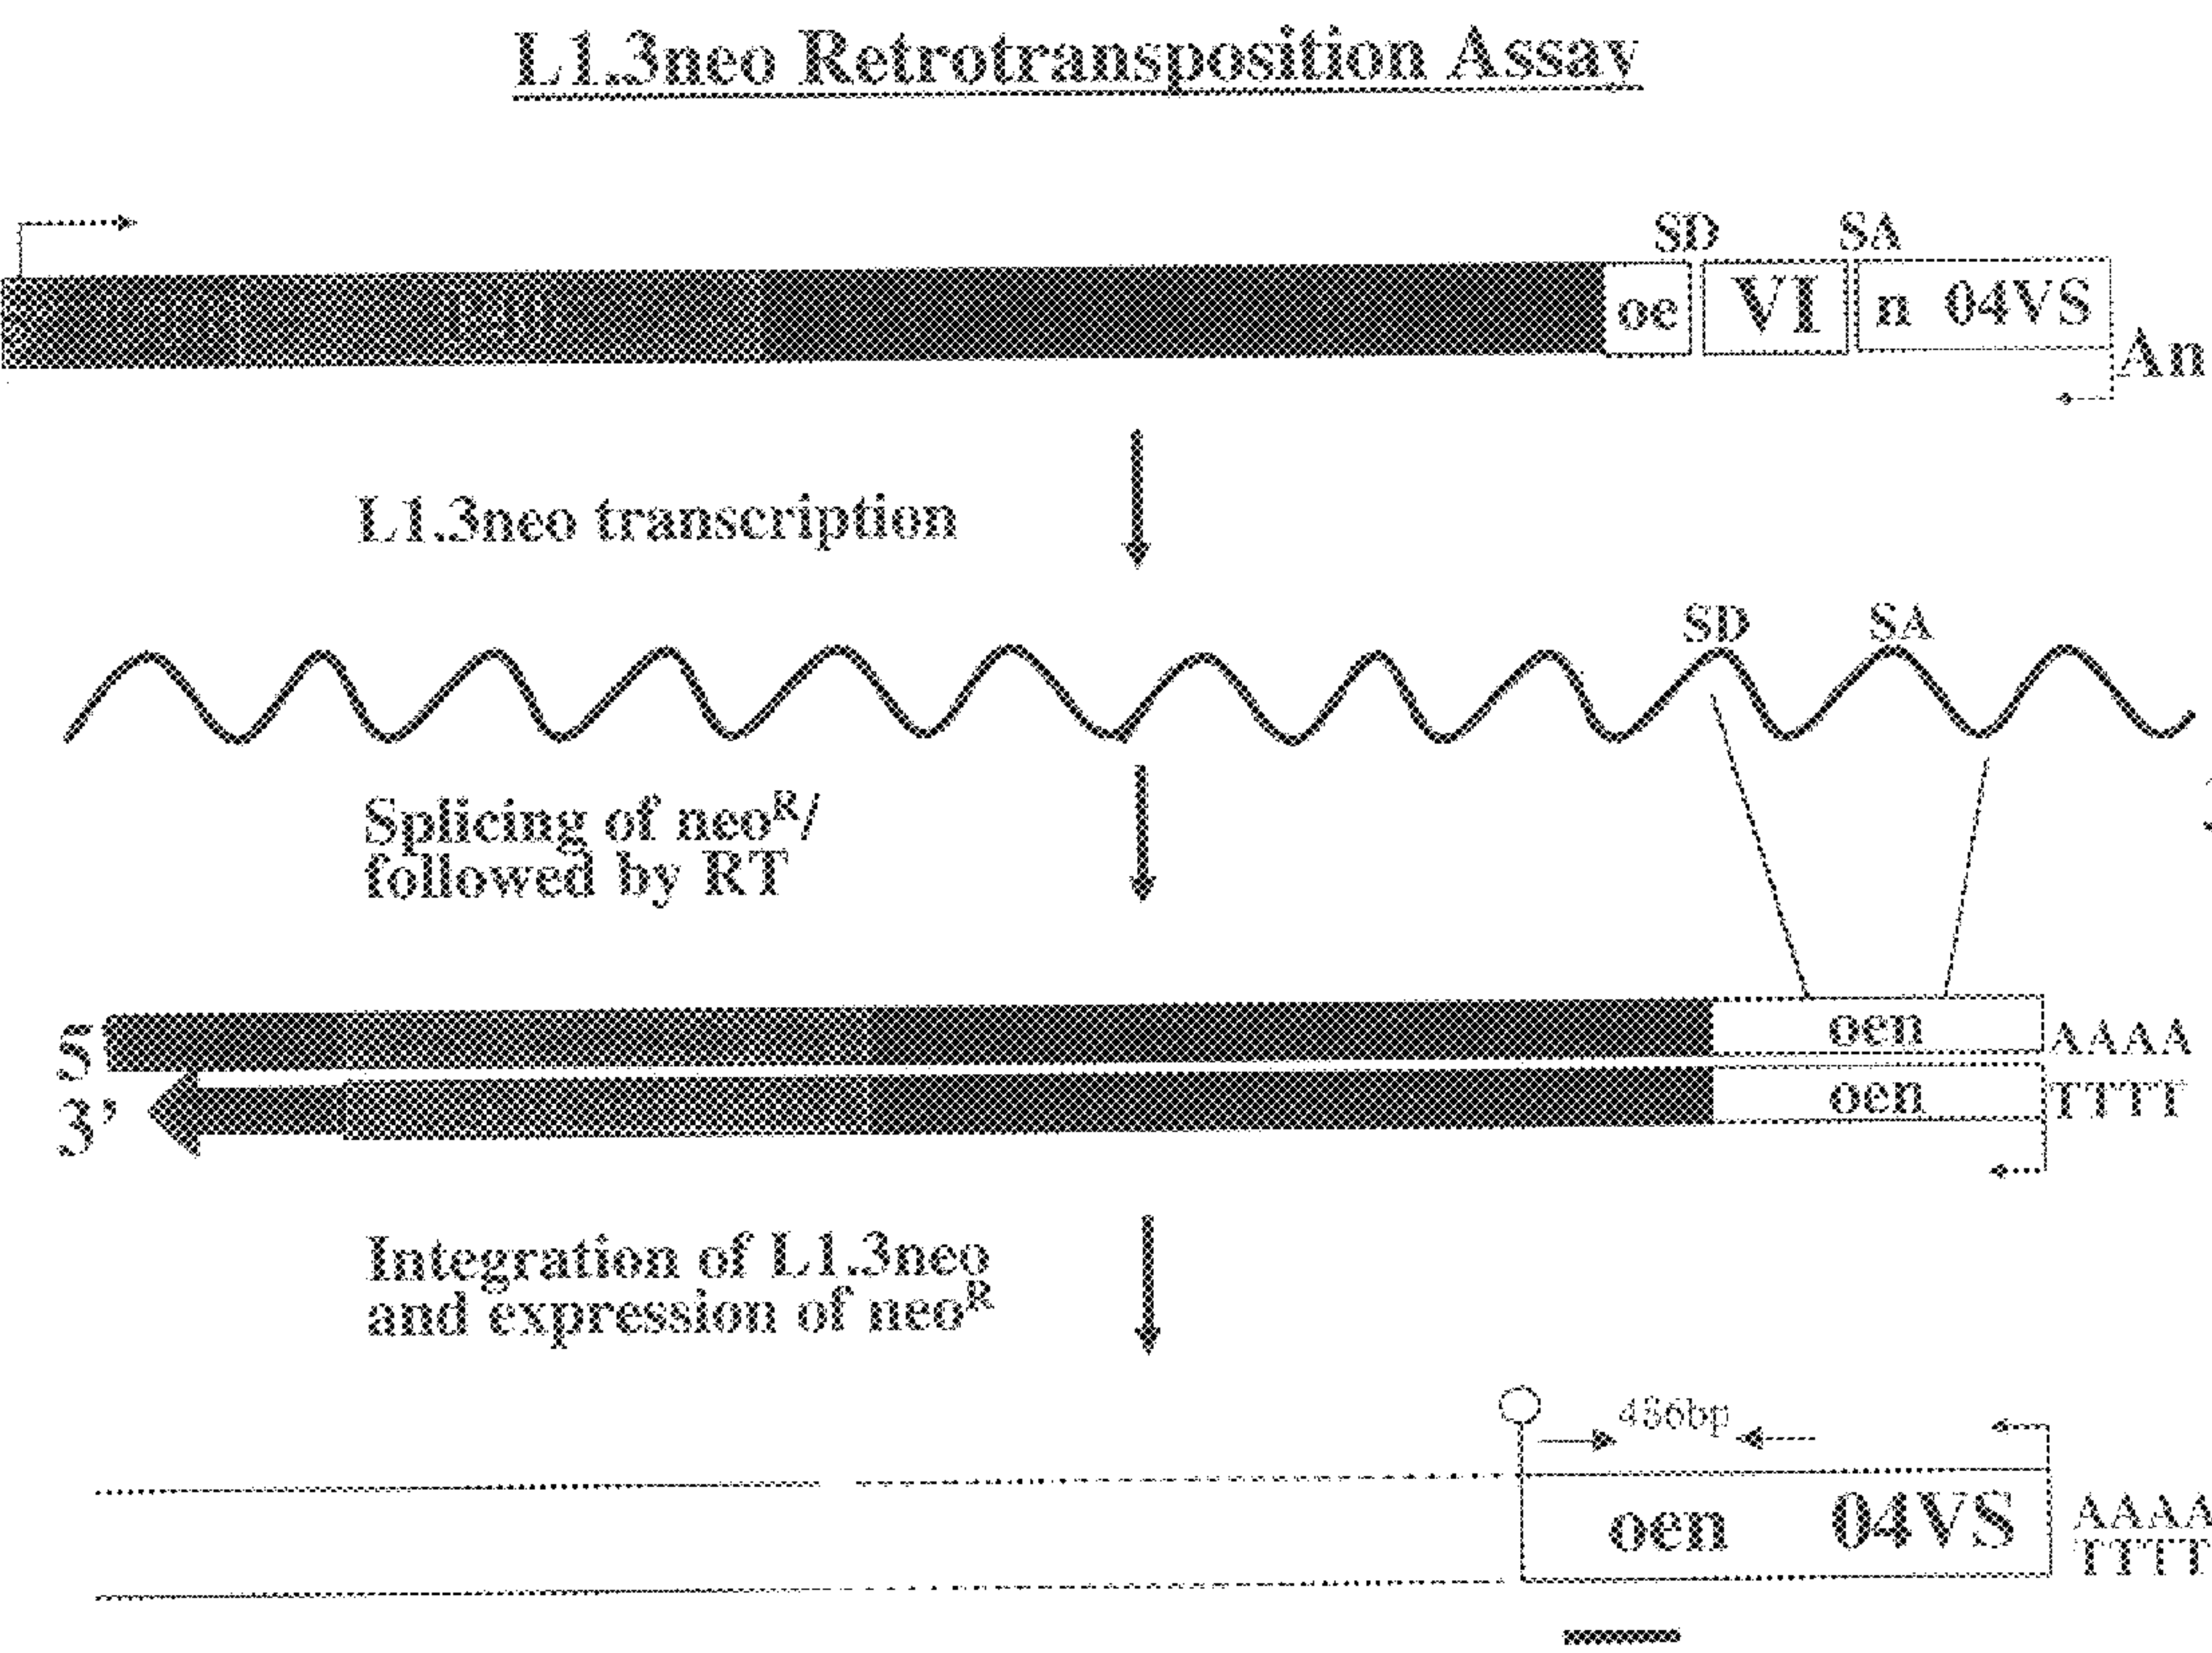 L1.3neo Retrotransposition Assay
SD SA
oe VI n 04VS
An
L1.3neo transcription
SD SA
Splicing of neoR/
followed by RT
5'
oen
AAAA
3’
oen
TTTT
Integration of L1.3neo
and expression of neoR
486bp
oen 04VS
AAAA
TTTT